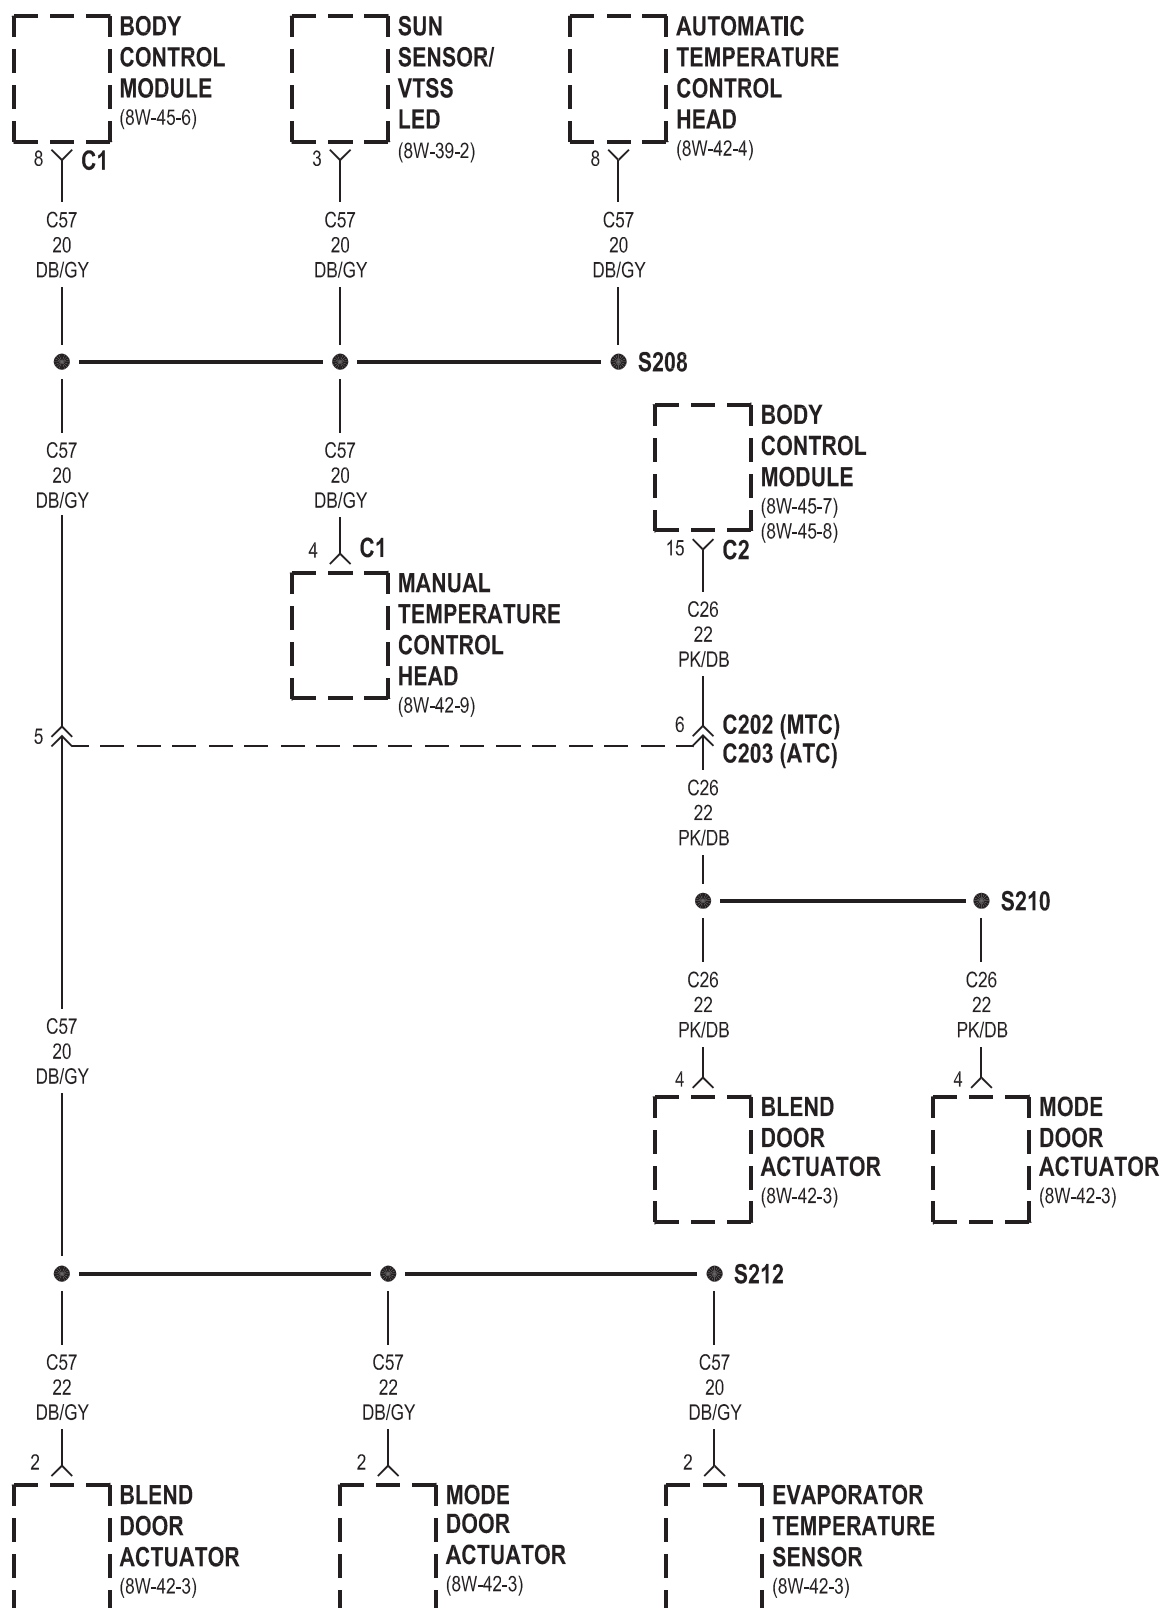 BODY
CONTROL
MODULE
(8W-45-6)
8
C1
SUN
SENSOR/
VTSS
LED
(8W-39-2)
3
AUTOMATIC
TEMPERATURE
CONTROL
HEAD
(8W-42-4)
8
C57
20
DB/GY
C57
20
DB/GY
C57
20
DB/GY
S208
C57
20
DB/GY
C57
20
DB/GY
4
C1
MANUAL
TEMPERATURE
CONTROL
HEAD
(8W-42-9)
BODY
CONTROL
MODULE
(8W-45-7)
(8W-45-8)
15
C2
C26
22
PK/DB
5
6
C202 (MTC)
C203 (ATC)
C26
22
PK/DB
S210
C26
22
PK/DB
C26
22
PK/DB
C57
20
DB/GY
4
BLEND
DOOR
ACTUATOR
(8W-42-3)
4
MODE
DOOR
ACTUATOR
(8W-42-3)
S212
C57
22
DB/GY
C57
22
DB/GY
C57
20
DB/GY
2
BLEND
DOOR
ACTUATOR
(8W-42-3)
2
MODE
DOOR
ACTUATOR
(8W-42-3)
2
EVAPORATOR
TEMPERATURE
SENSOR
(8W-42-3)